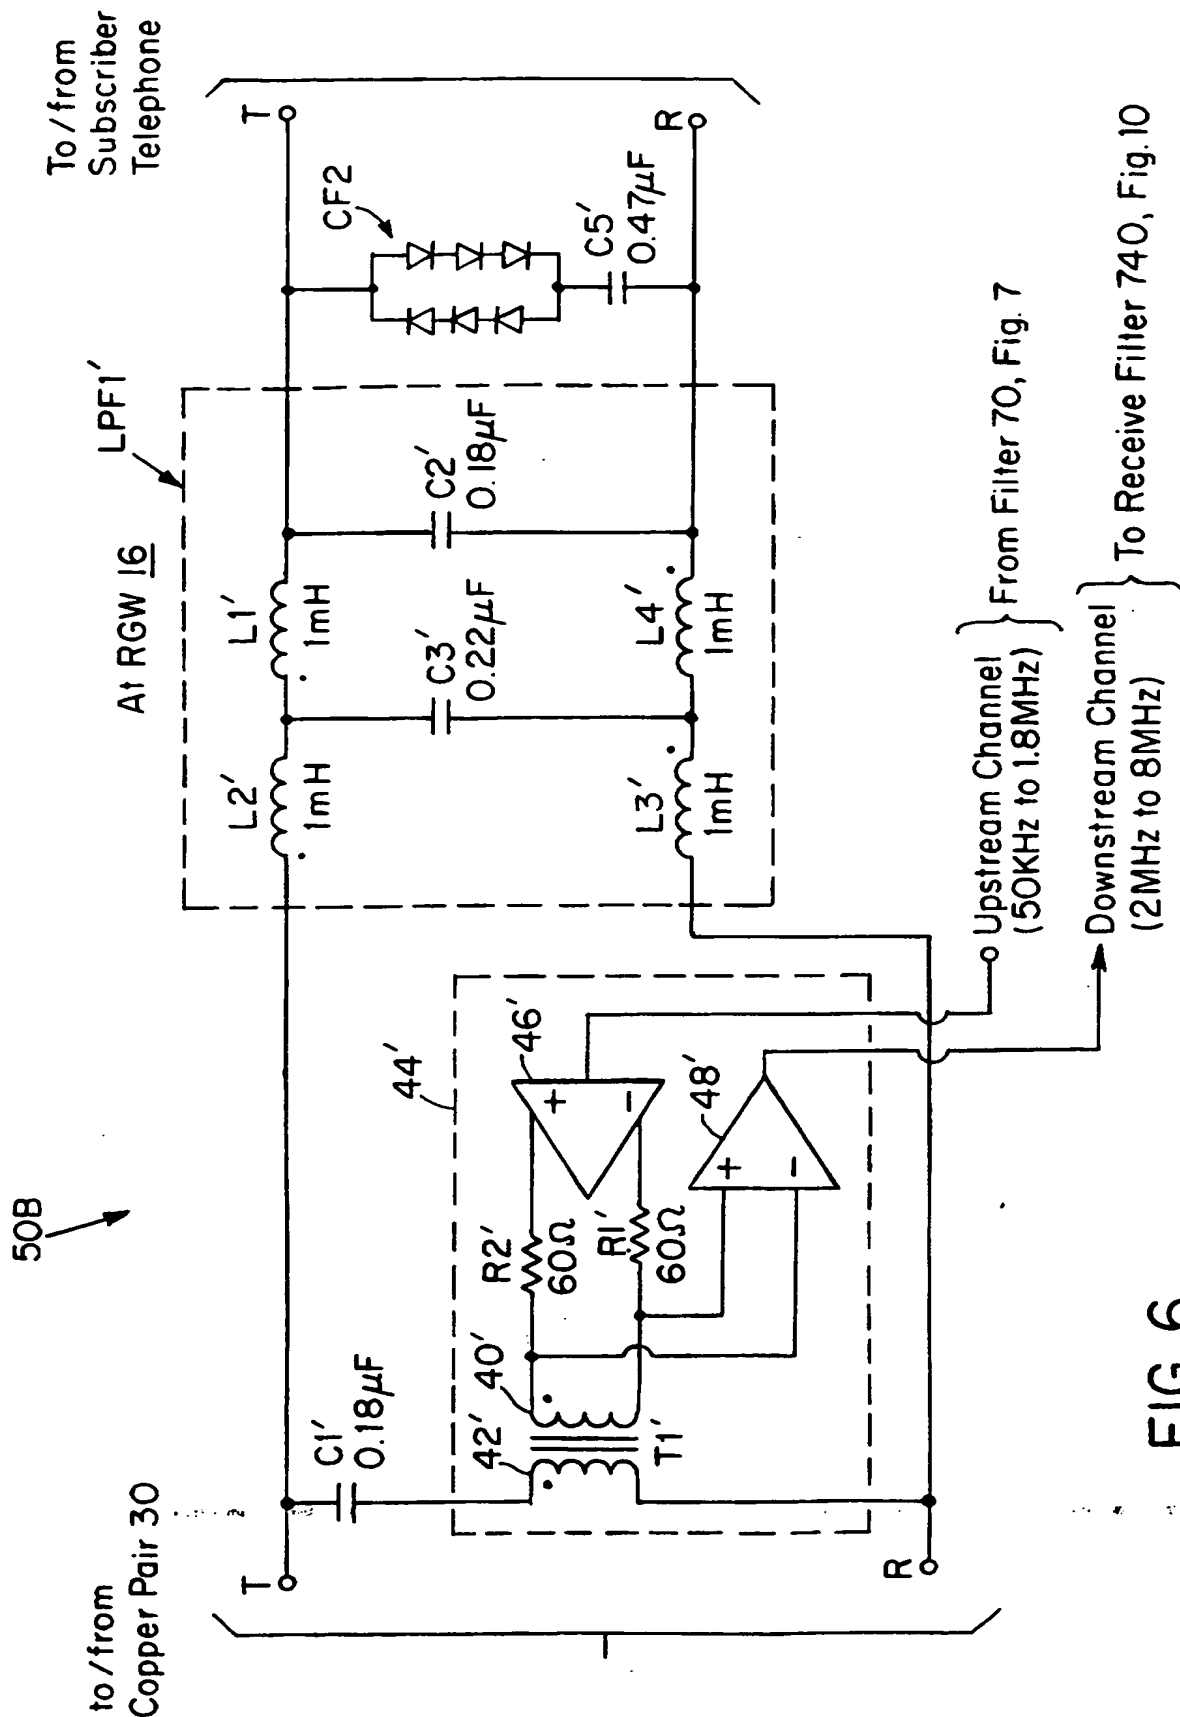 50B
to/from
Copper Pair 30
To/from
Subscriber
Telephone
At RGW 16
LPF1'
T
T
C1'
0.18μF
L2'
1mH
L1'
1mH
C3'
0.22μF
C2'
0.18μF
L3'
1mH
L4'
1mH
CF2
C5'
0.47μF
R
R
44'
42'
40'
T1'
R2'
60Ω
R1'
60Ω
46'
+
-
48'
+
-
Upstream Channel
(50KHz to 1.8MHz)
From Filter 70, Fig. 7
Downstream Channel
(2MHz to 8MHz)
To Receive Filter 740, Fig. 10
FIG. 6